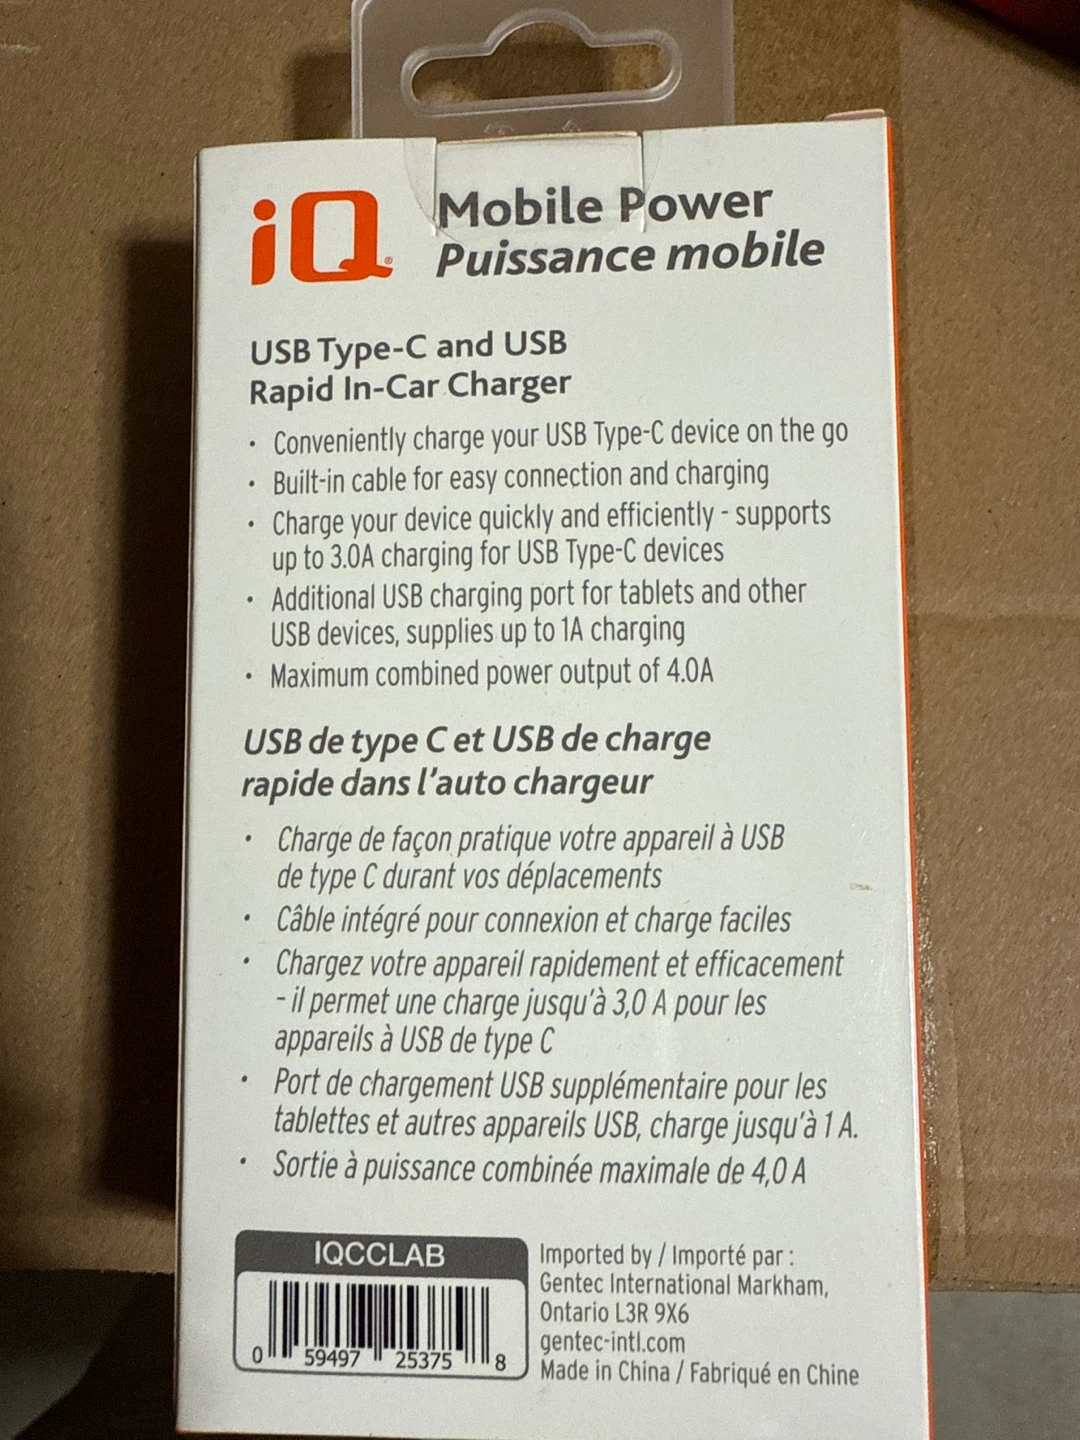 iQ®
Mobile Power
Puissance mobile
USB Type-C and USB
Rapid In-Car Charger
• Conveniently charge your USB Type-C device on the go
• Built-in cable for easy connection and charging
• Charge your device quickly and efficiently - supports
up to 3.0A charging for USB Type-C devices
• Additional USB charging port for tablets and other
USB devices, supplies up to 1A charging
• Maximum combined power output of 4.0A
USB de type C et USB de charge
rapide dans l'auto chargeur
• Charge de façon pratique votre appareil à USB
de type C durant vos déplacements
• Câble intégré pour connexion et charge faciles
• Chargez votre appareil rapidement et efficacement
- il permet une charge jusqu'à 3,0 A pour les
appareils à USB de type C
• Port de chargement USB supplémentaire pour les
tablettes et autres appareils USB, charge jusqu'à 1 A.
• Sortie à puissance combinée maximale de 4,0 A
IQCCLAB
0 59497 25375 8
Imported by / Importé par :
Gentec International Markham,
Ontario L3R 9X6
gentec-intl.com
Made in China / Fabriqué en Chine